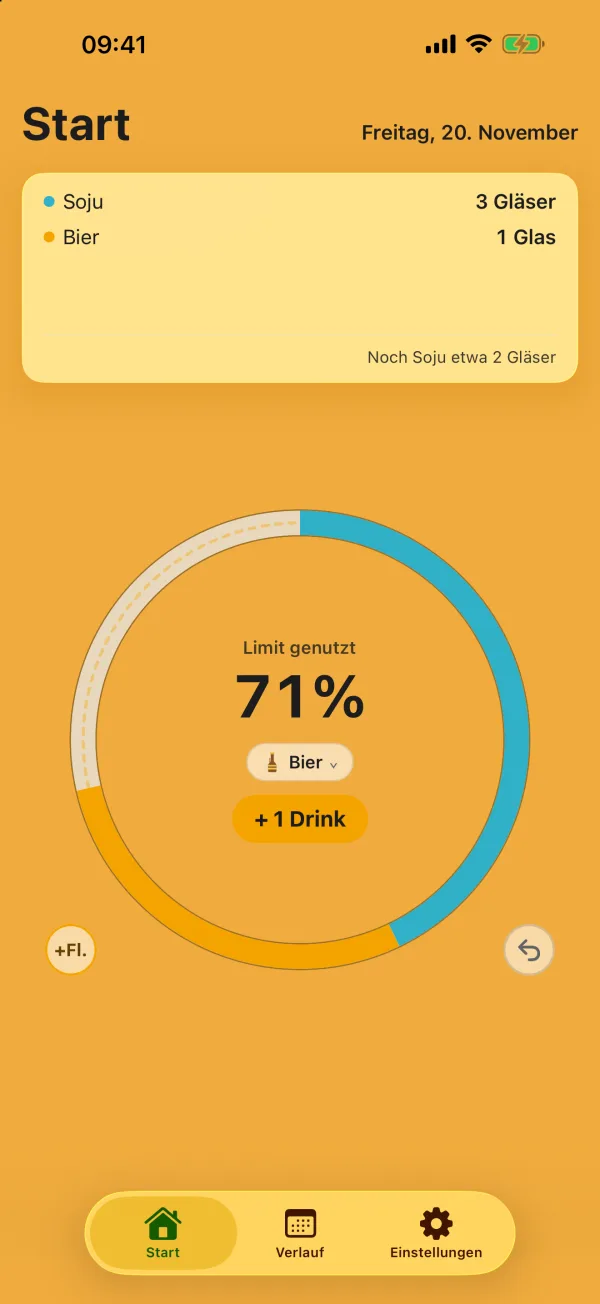 09:41
Start
Freitag, 20. November
Soju 3 Gläser
Bier 1 Glas
Noch Soju etwa 2 Gläser
Limit genutzt
71%
Bier
+ 1 Drink
+Fl.
Start Verlauf Einstellungen